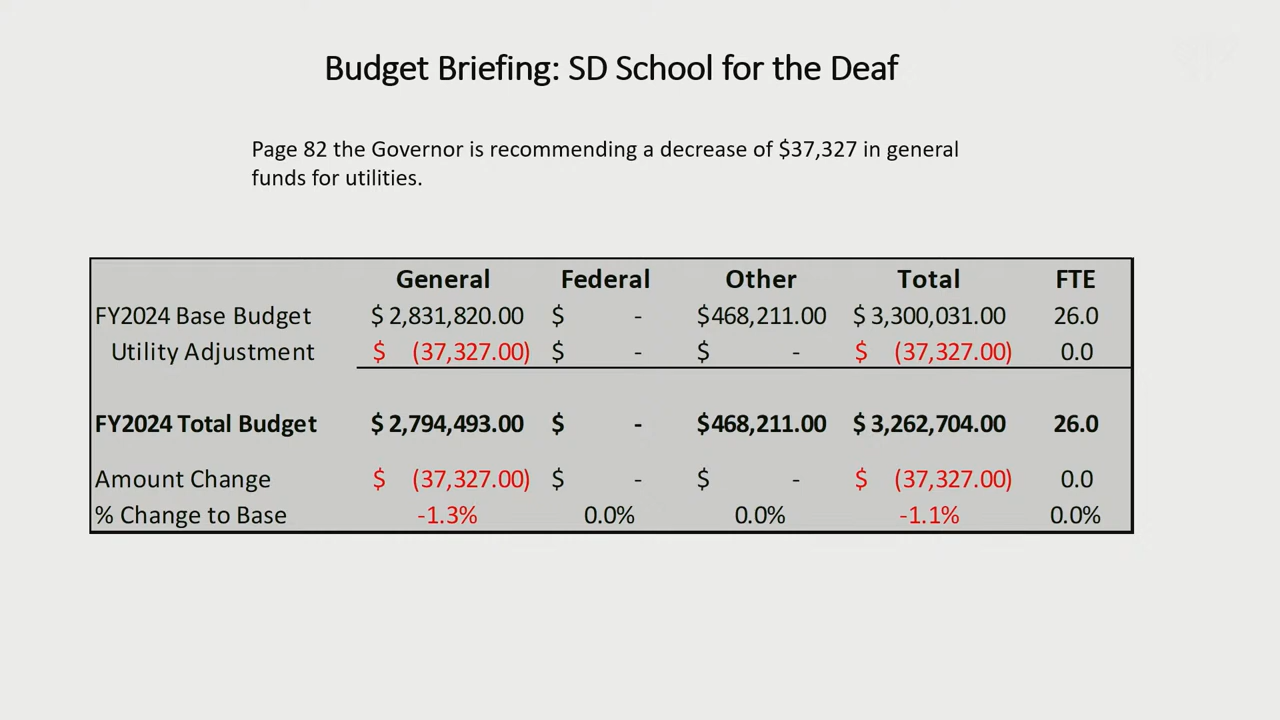 Budget Briefing: SD School for the Deaf
Page 82 the Governor is recommending a decrease of $37,327 in general
funds for utilities.
General Federal Other Total FTE
FY2024 Base Budget $ 2,831,820.00 $ - $468,211.00 $ 3,300,031.00 26.0
Utility Adjustment $ (37,327.00) $ - $ - $ (37,327.00) 0.0
FY2024 Total Budget $ 2,794,493.00 $ - $468,211.00 $ 3,262,704.00 26.0
Amount Change $ (37,327.00) $ - $ - $ (37,327.00) 0.0
% Change to Base -1.3% 0.0% 0.0% -1.1% 0.0%